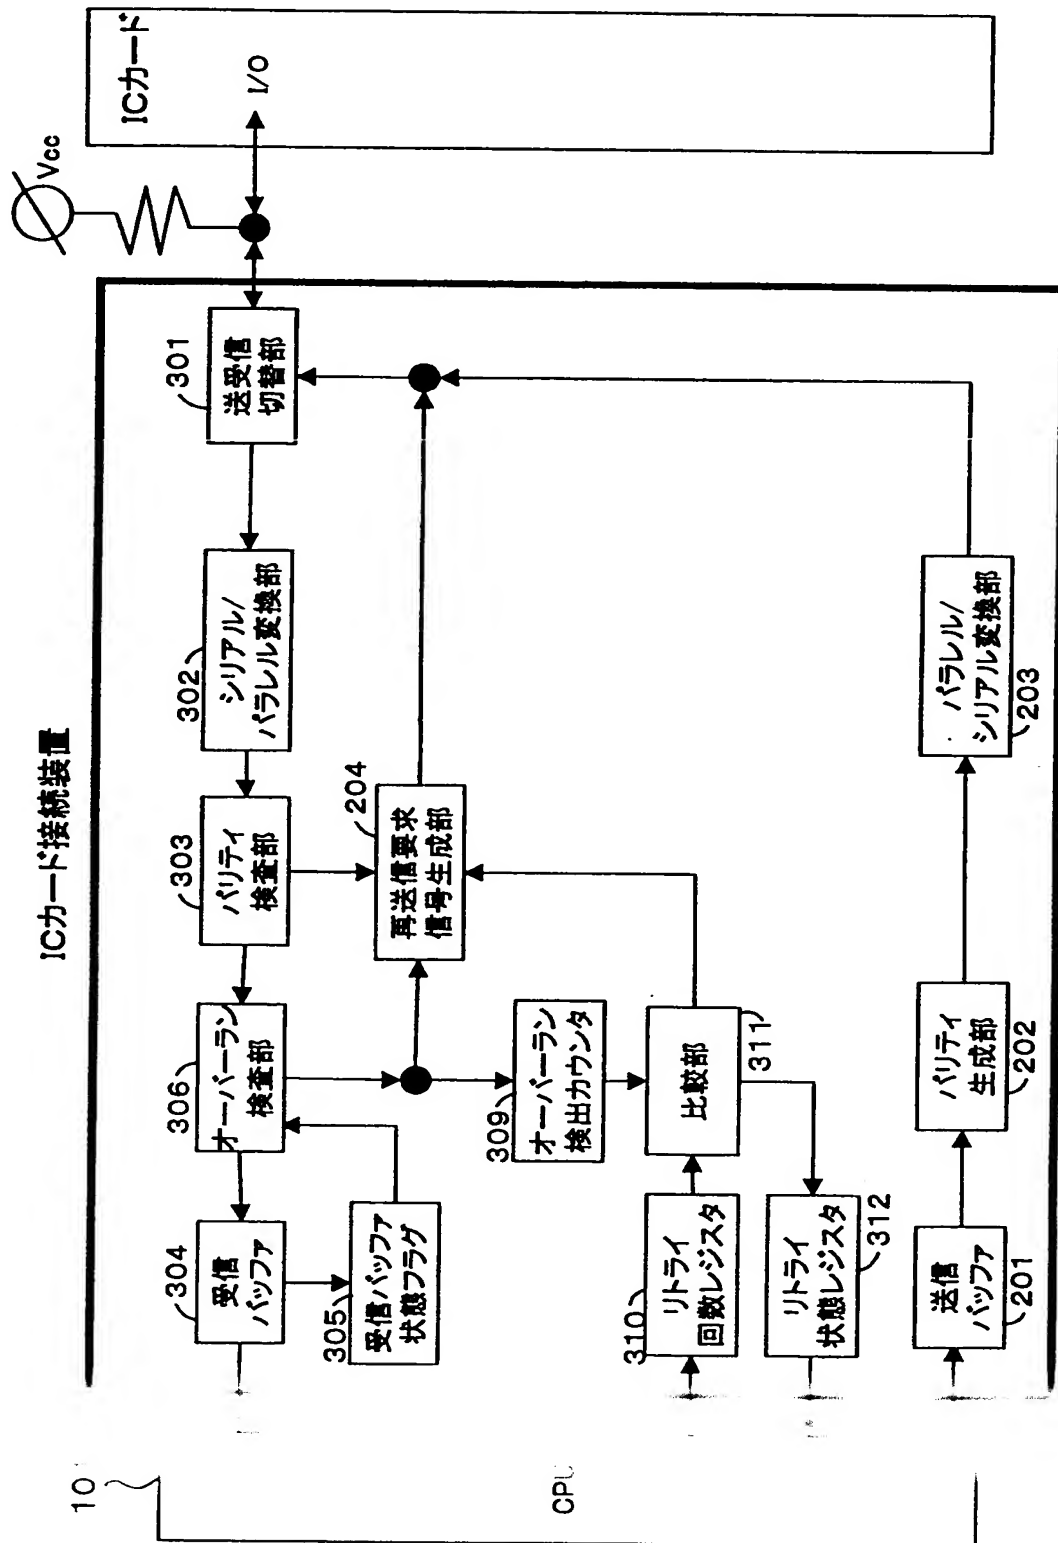 ICカード接続装置
10
CPU
304
受信
バッファ
305
受信バッファ
状態フラグ
306
オーバーラン
検査部
303
パリティ
検査部
302
シリアル/
パラレル変換部
301
送受信
切替部
Vcc
I/O
ICカード
204
再送信要求
信号生成部
309
オーバーラン
検出カウンタ
310
リトライ
回数レジスタ
比較部
311
リトライ
状態レジスタ
312
送信
バッファ
201
パリティ
生成部
202
パラレル/
シリアル変換部
203